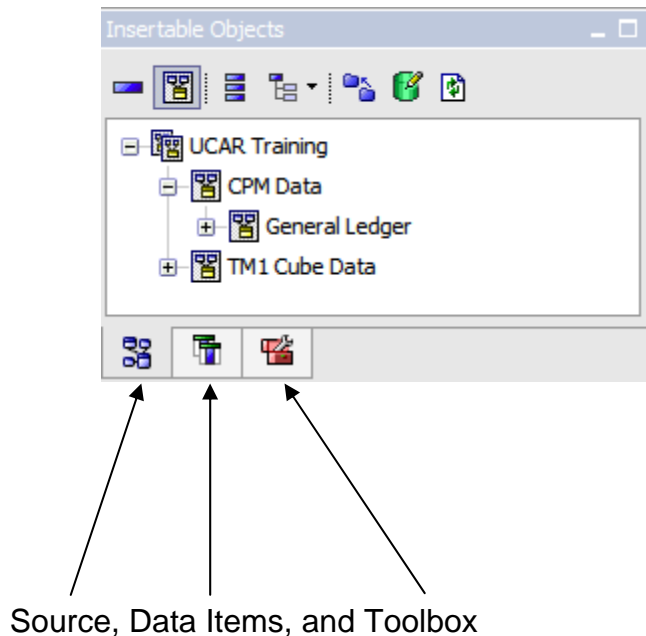 Insertable Objects
UCAR Training
CPM Data
General Ledger
TM1 Cube Data
Source, Data Items, and Toolbox